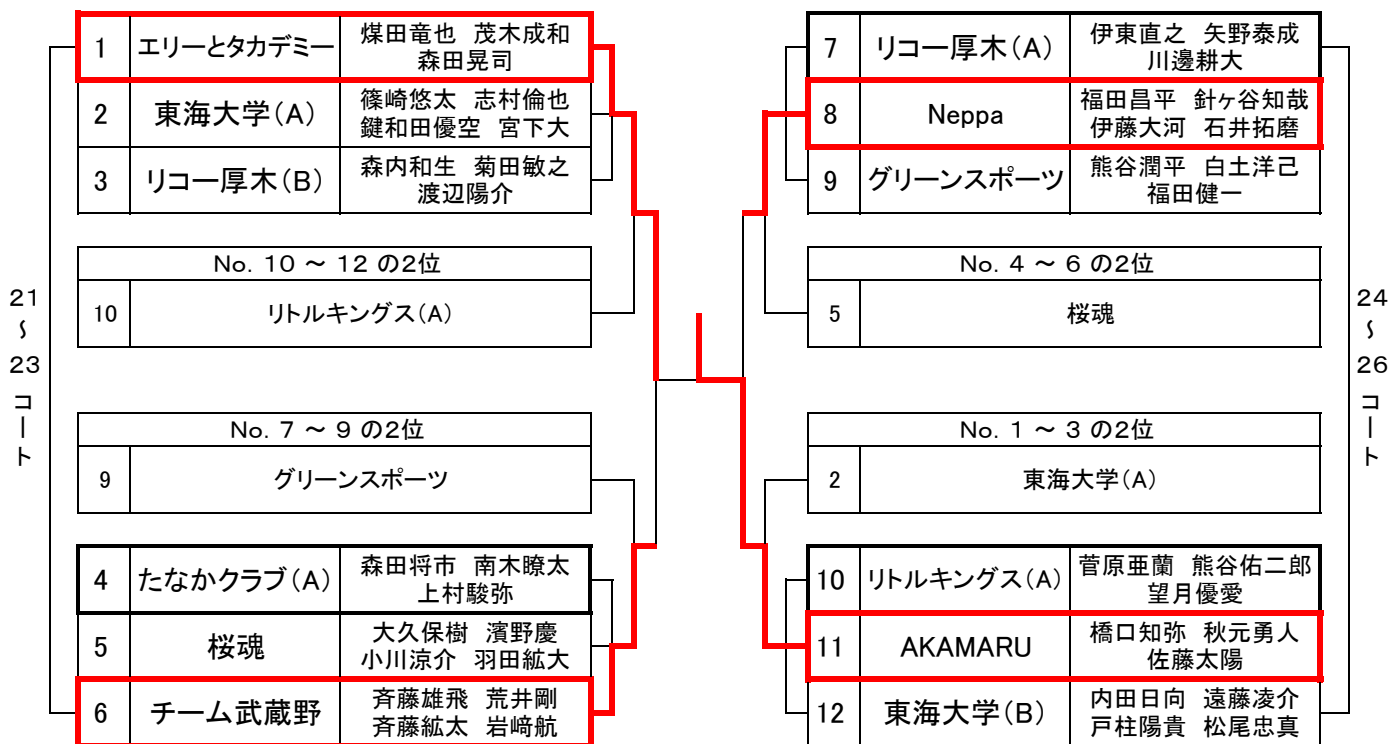 21
~
23
コ
ー
ト
1 エリーとタカデミー 煤田竜也 茂木成和
森田晃司
2 東海大学(A) 篠崎悠太 志村倫也
鍵和田優空 宮下大
3 リコー厚木(B) 森内和生 菊田敏之
渡辺陽介
No. 10 ~ 12 の2位
10 リトルキングス(A)
No. 7 ~ 9 の2位
9 グリーンスポーツ
4 たなかクラブ(A) 森田将市 南木瞭太
上村駿弥
5 桜魂 大久保樹 濱野慶
小川涼介 羽田紘大
6 チーム武蔵野 斉藤雄飛 荒井剛
斉藤紘太 岩﨑航
7 リコー厚木(A) 伊東直之 矢野泰成
川邊耕大
8 Neppa 福田昌平 針ヶ谷知哉
伊藤大河 石井拓磨
9 グリーンスポーツ 熊谷潤平 白土洋己
福田健一
No. 4 ~ 6 の2位
5 桜魂
No. 1 ~ 3 の2位
2 東海大学(A)
10 リトルキングス(A) 菅原亜蘭 熊谷佑二郎
望月優愛
11 AKAMARU 橋口知弥 秋元勇人
佐藤太陽
12 東海大学(B) 内田日向 遠藤凌介
戸柱陽貴 松尾忠真
24
~
26
コ
ー
ト